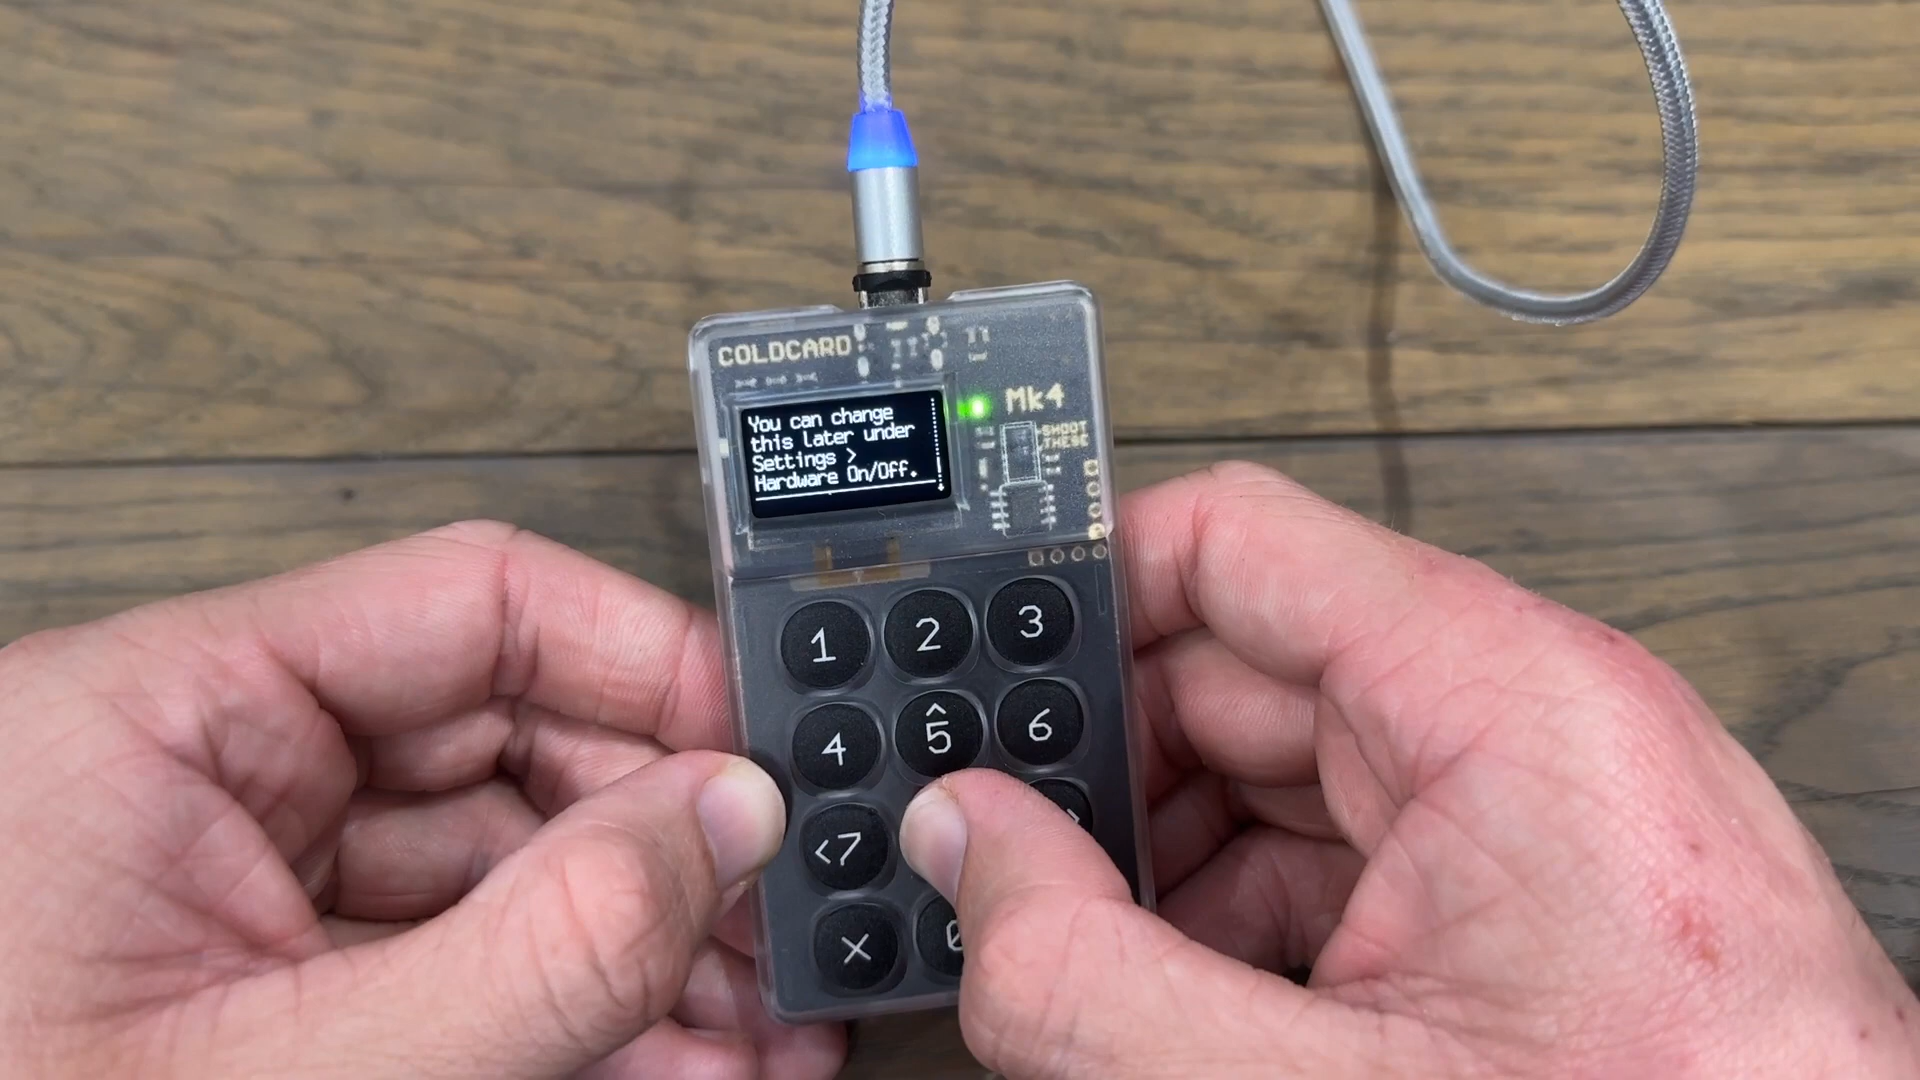 COLDCARD
Mk4
SHOOT
THESE
You can change
this later under
Settings >
Hardware On/Off.
1
2
3
4
^
5
6
<7
>
X
0